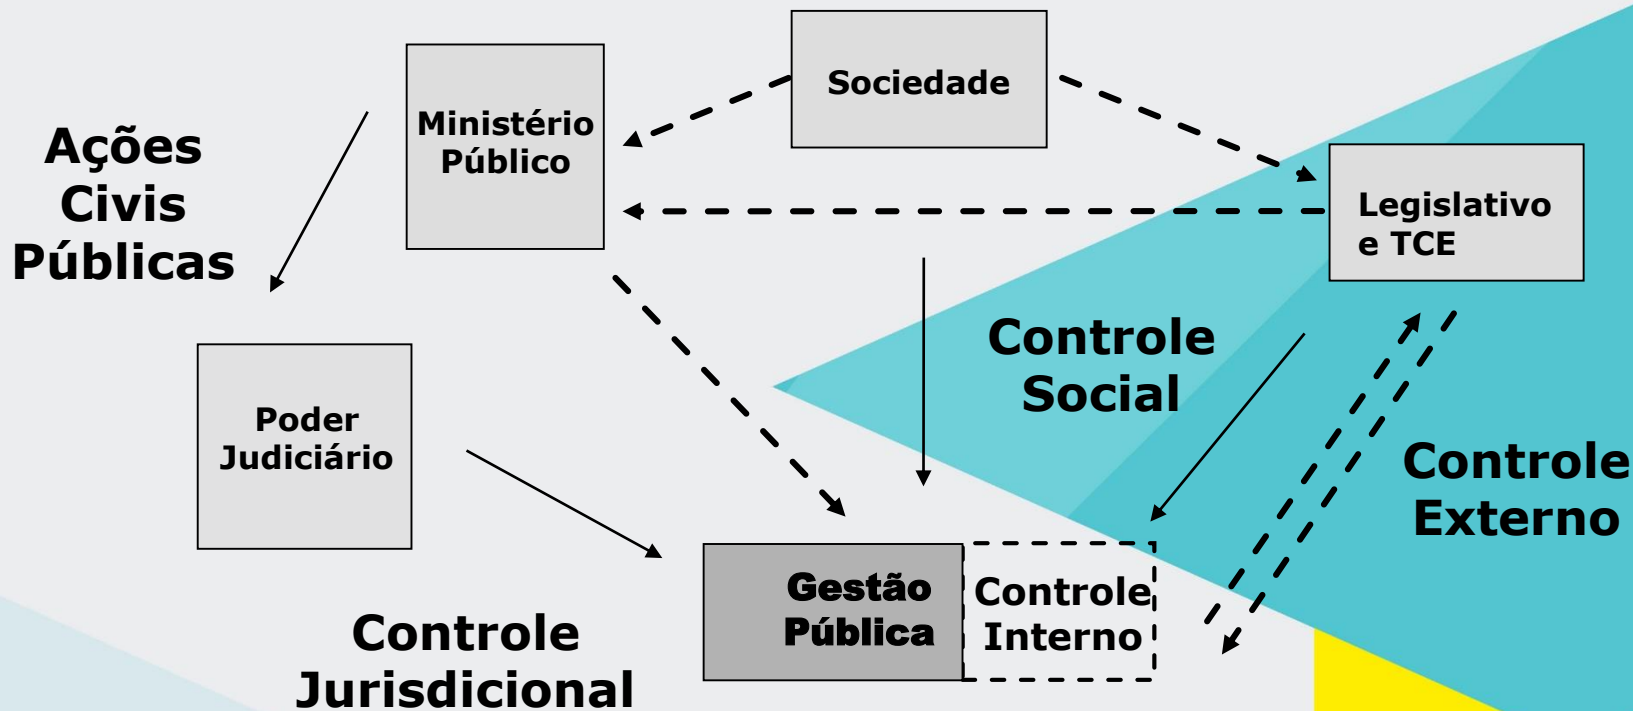 Sociedade
Ministério
Público
Ações
Civis
Públicas
Legislativo
e TCE
Controle
Social
Poder
Judiciário
Controle
Externo
Gestão
Pública
Controle
Interno
Controle
Jurisdicional